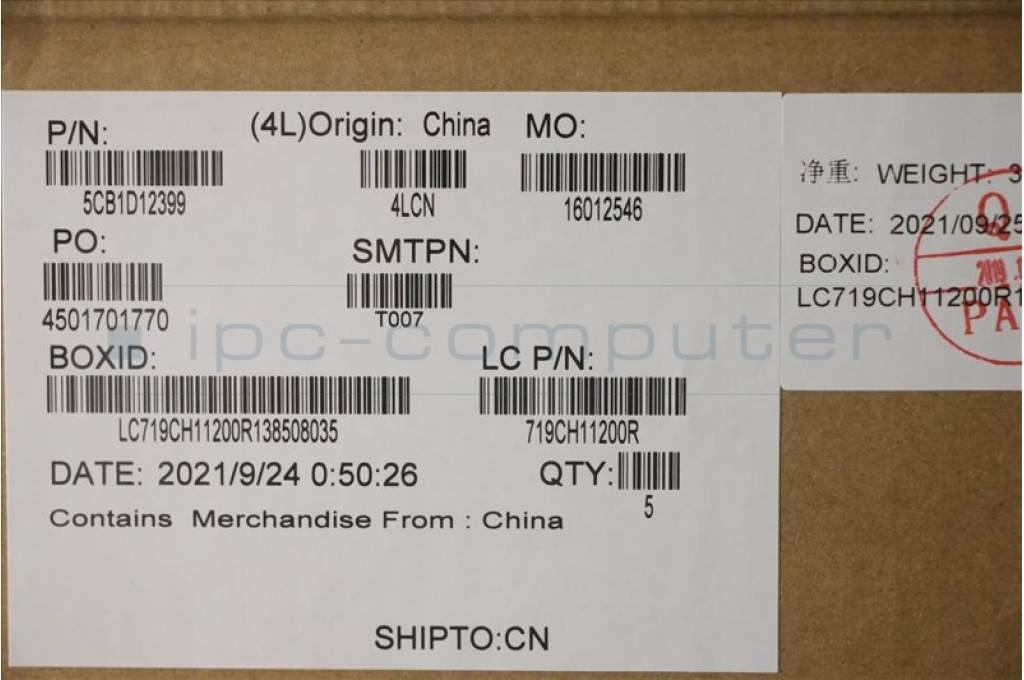 P/N:
(4L)Origin: China
MO:
5CB1D12399
4LCN
16012546
PO:
SMTPN:
4501701770
T007
BOXID:
LC P/N:
LC719CH11200R138508035
719CH11200R
DATE: 2021/9/24 0:50:26
QTY:
5
Contains Merchandise From : China
SHIPTO:CN
净重: WEIGHT: 3
DATE: 2021/09/25
BOXID:
LC719CH11200R1
Q
PA
ipc-computer